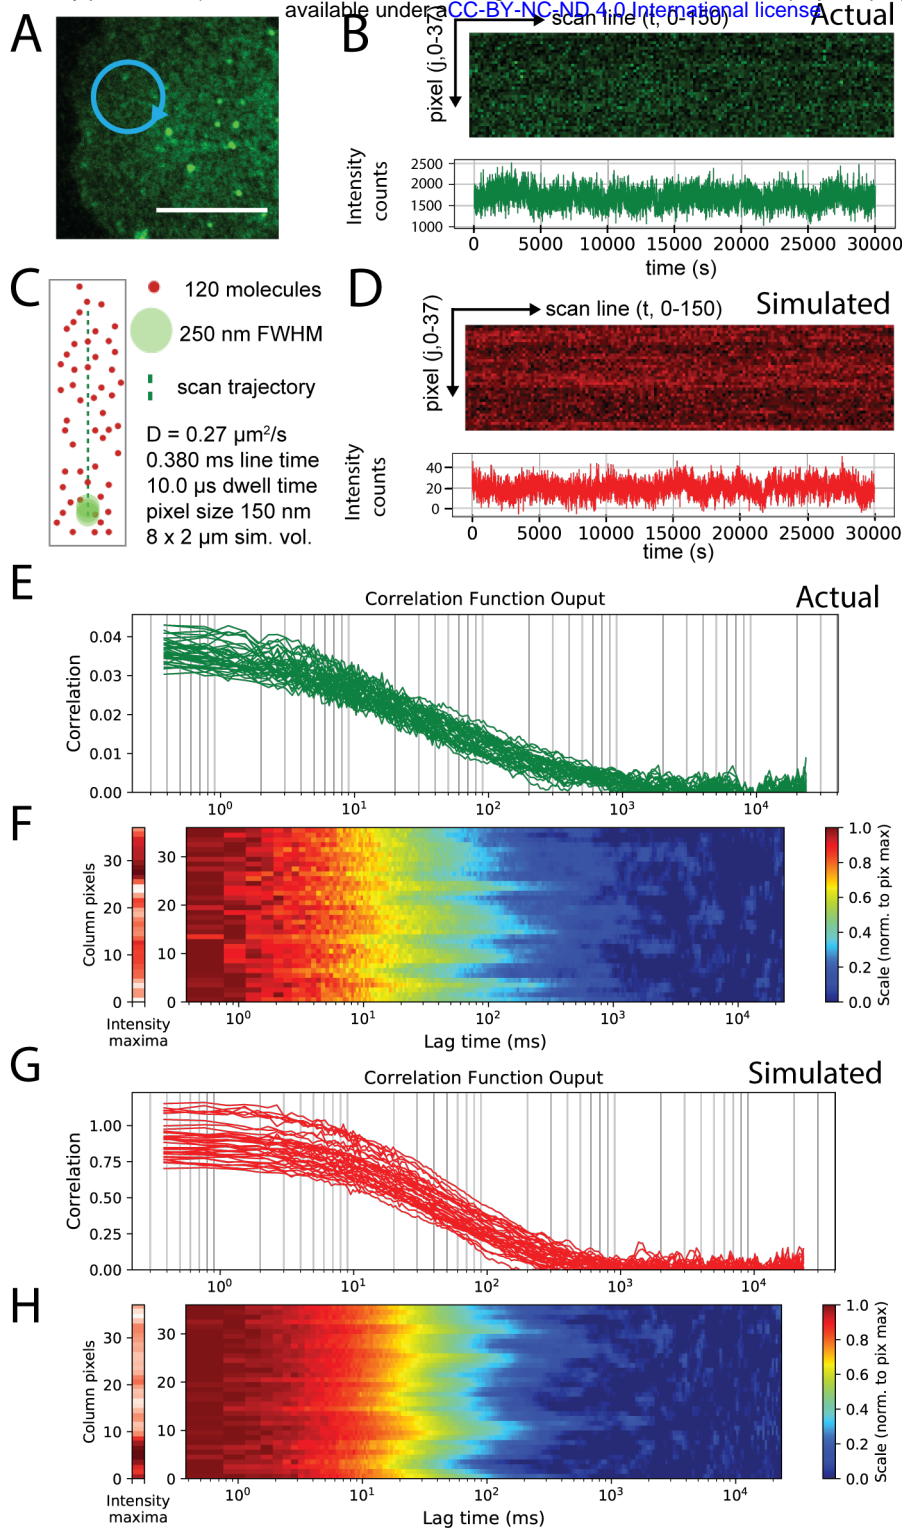 available under aCC-BY-NC-ND 4.0 International license
A
B
scan line (t, 0-150)
Actual
pixel (j,0-37)
Intensity
counts
2500
2000
1500
1000
0 5000 10000 15000 20000 25000 30000
time (s)
C
120 molecules
250 nm FWHM
scan trajectory
D = 0.27 µm²/s
0.380 ms line time
10.0 µs dwell time
pixel size 150 nm
8 x 2 µm sim. vol.
D
scan line (t, 0-150)
Simulated
pixel (j,0-37)
Intensity
counts
40
20
0
0 5000 10000 15000 20000 25000 30000
time (s)
E
Correlation Function Ouput
Actual
Correlation
0.04
0.03
0.02
0.01
0.00
10⁰ 10¹ 10² 10³ 10⁴
F
Column pixels
30
20
10
0
Intensity
maxima
30
20
10
0
10⁰ 10¹ 10² 10³ 10⁴
Lag time (ms)
1.0
0.8
0.6
0.4
0.2
0.0
Scale (norm. to pix max)
G
Correlation Function Ouput
Simulated
Correlation
1.00
0.75
0.50
0.25
0.00
10⁰ 10¹ 10² 10³ 10⁴
H
Column pixels
30
20
10
0
Intensity
maxima
30
20
10
0
10⁰ 10¹ 10² 10³ 10⁴
Lag time (ms)
1.0
0.8
0.6
0.4
0.2
0.0
Scale (norm. to pix max)